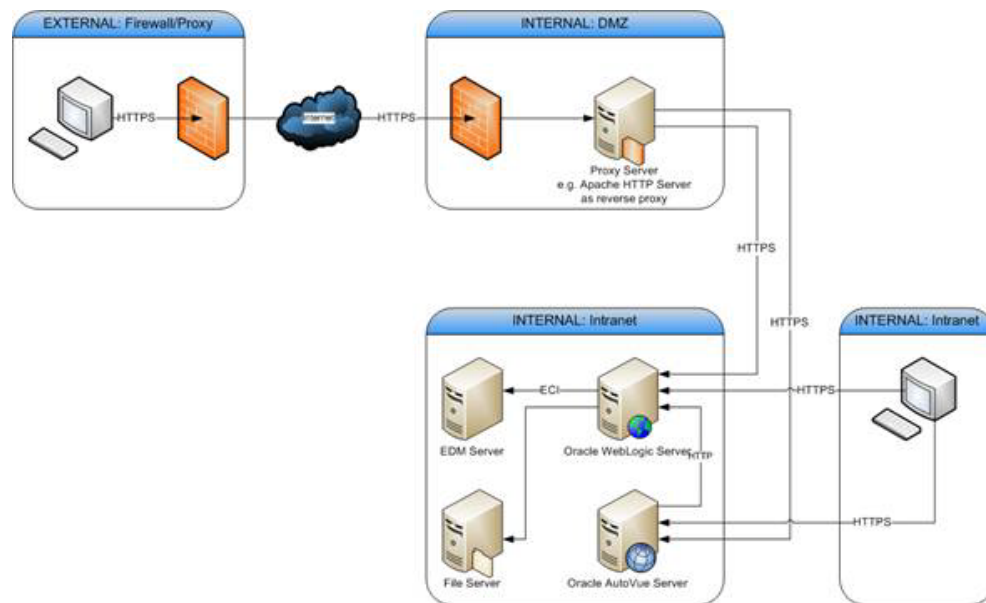 EXTERNAL: Firewall/Proxy
INTERNAL: DMZ
HTTPS
Internet
HTTPS
Proxy Server
e.g. Apache HTTP Server
as reverse proxy
HTTPS
HTTPS
INTERNAL: Intranet
INTERNAL: Intranet
ECI
HTTPS
EDM Server
Oracle WebLogic Server
HTTP
HTTPS
File Server
Oracle AutoVue Server